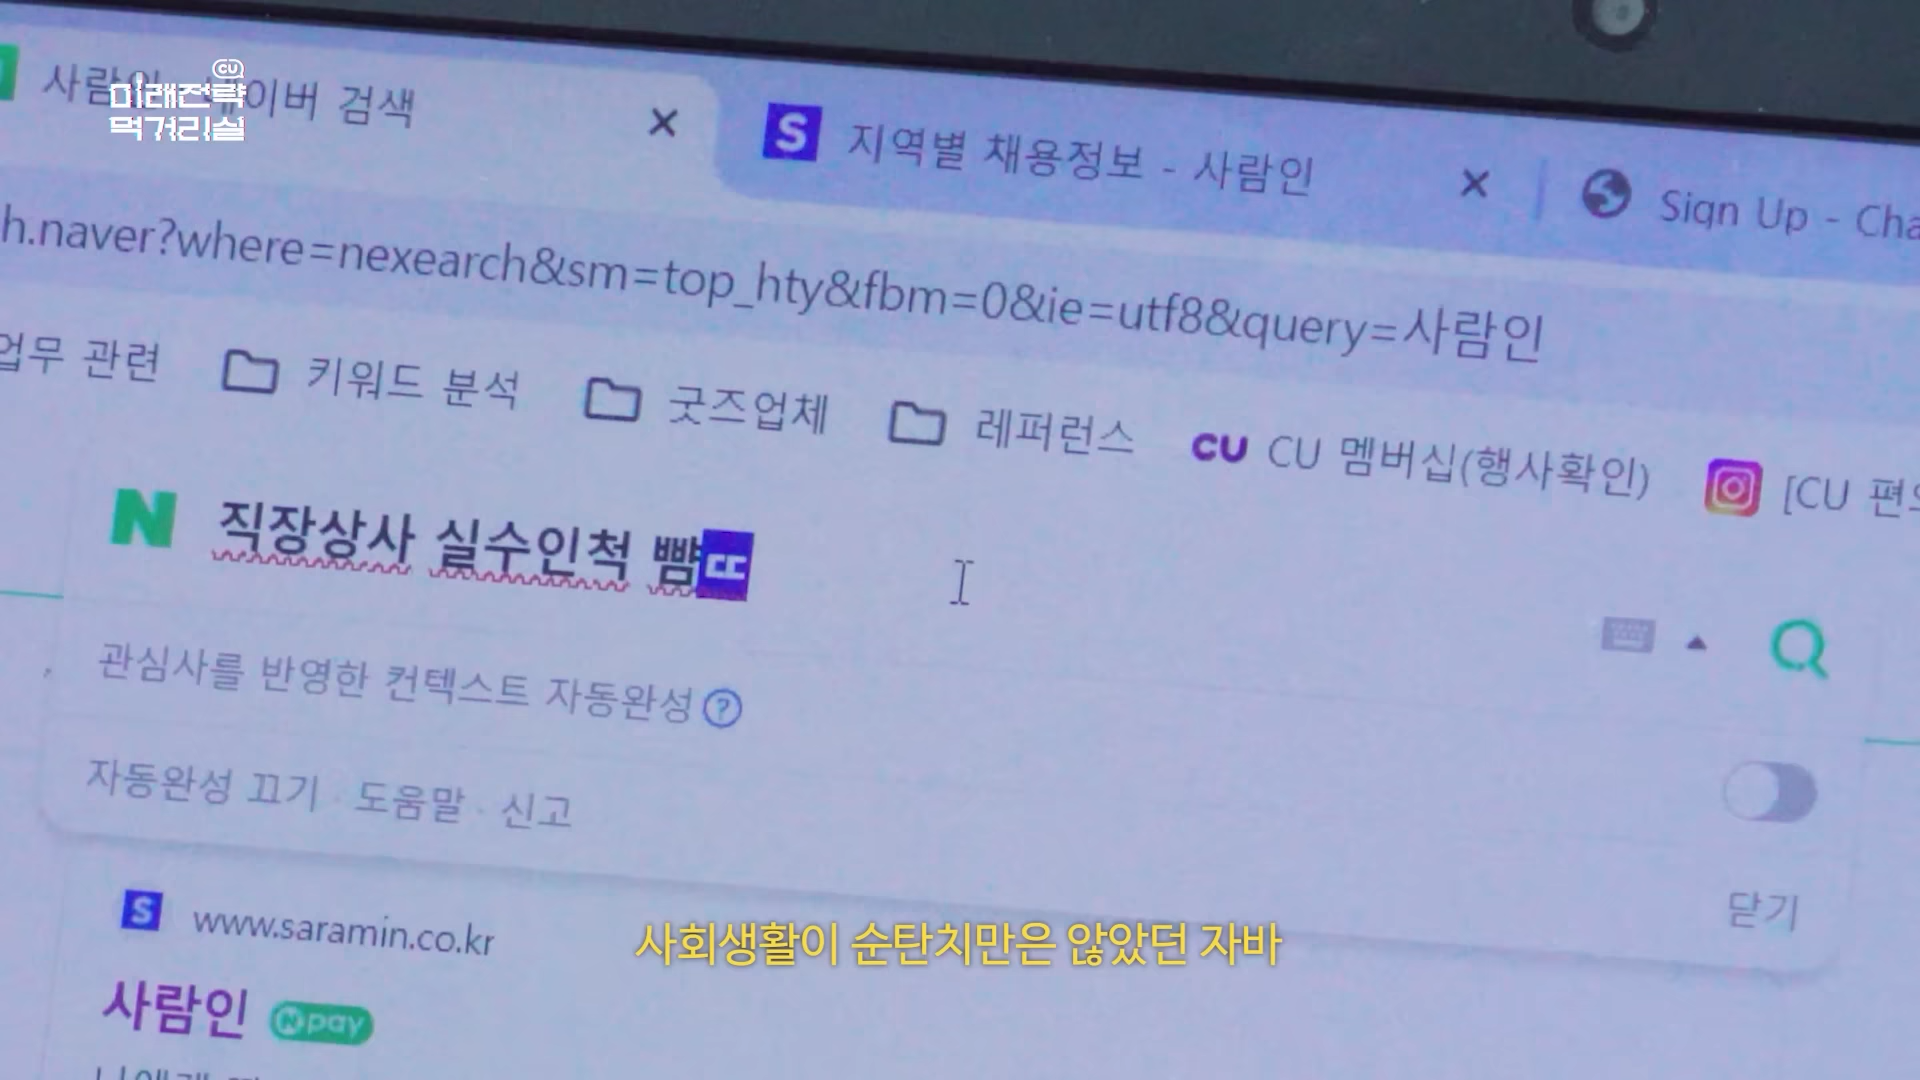 CU
미래전략
먹거리실
사람인 네이버 검색
지역별 채용정보 - 사람인
Sign Up - Cha
h.naver?where=nexearch&sm=top_hty&fbm=0&ie=utf8&query=사람인
업무 관련
키워드 분석
굿즈업체
레퍼런스
CU CU 멤버십(행사확인)
[CU 편의
N 직장상사 실수인척 뺨ㄸ
관심사를 반영한 컨텍스트 자동완성 ?
자동완성 끄기 · 도움말 · 신고
닫기
S www.saramin.co.kr
사회생활이 순탄치만은 않았던 자바
사람인 N pay